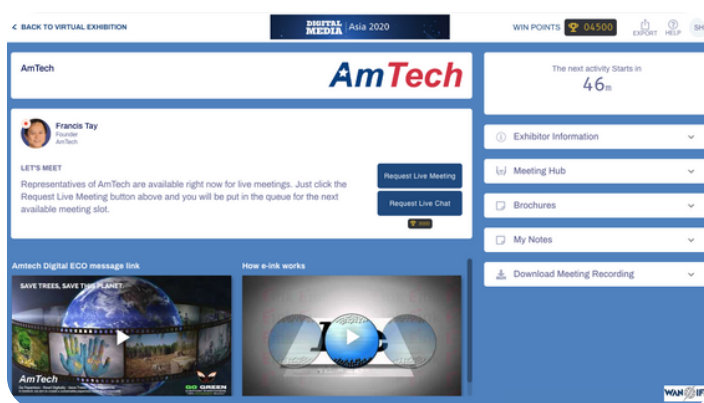 < BACK TO VIRTUAL EXHIBITION
DIGITAL MEDIA | Asia 2020
WIN POINTS 04500
EXPORT
HELP
SH
AmTech
AmTech
The next activity Starts in
46m
Francis Tay
Founder
AmTech
LET'S MEET
Representatives of AmTech are available right now for live meetings. Just click the
Request Live Meeting button above and you will be put in the queue for the next
available meeting slot.
Request Live Meeting
Request Live Chat
Exhibitor Information
Meeting Hub
Brochures
My Notes
Download Meeting Recording
Amtech Digital ECO message link
How e-ink works
SAVE TREES, SAVE THIS PLANET.
AmTech
GO GREEN
WAN IF